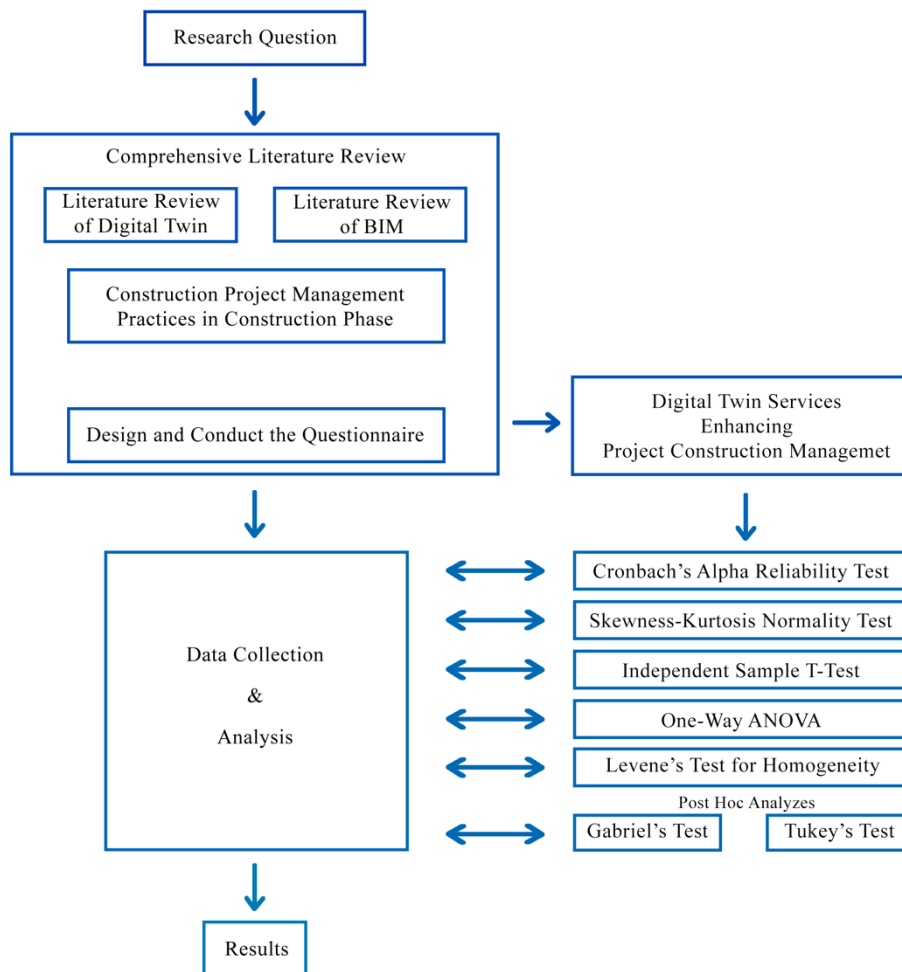 Research Question
Comprehensive Literature Review
Literature Review
of Digital Twin
Literature Review
of BIM
Construction Project Management
Practices in Construction Phase
Design and Conduct the Questionnaire
Digital Twin Services
Enhancing
Project Construction Managemet
Data Collection
&
Analysis
Cronbach’s Alpha Reliability Test
Skewness-Kurtosis Normality Test
Independent Sample T-Test
One-Way ANOVA
Levene’s Test for Homogeneity
Post Hoc Analyzes
Gabriel’s Test
Tukey’s Test
Results